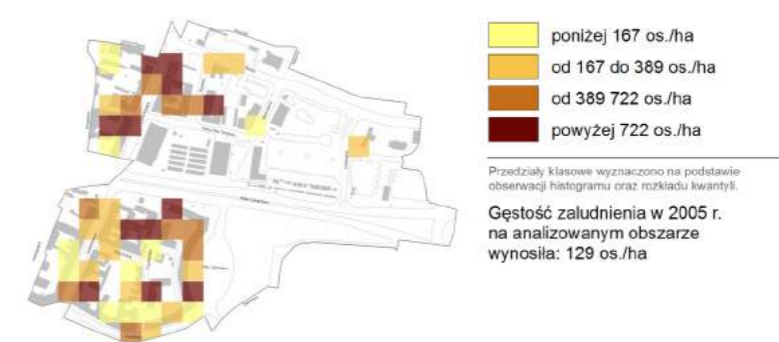 poniżej 167 os./ha
od 167 do 389 os./ha
od 389 722 os./ha
powyżej 722 os./ha
Przedziały klasowe wyznaczono na podstawie
obserwacji histogramu oraz rozkładu kwantyli.
Gęstość zaludnienia w 2005 r.
na analizowanym obszarze
wynosiła: 129 os./ha